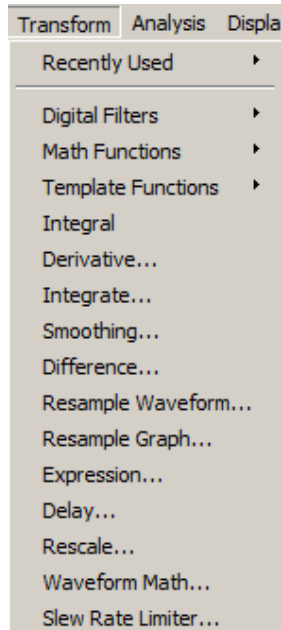 Transform Analysis Displa
Recently Used
Digital Filters
Math Functions
Template Functions
Integral
Derivative...
Integrate...
Smoothing...
Difference...
Resample Waveform...
Resample Graph...
Expression...
Delay...
Rescale...
Waveform Math...
Slew Rate Limiter...